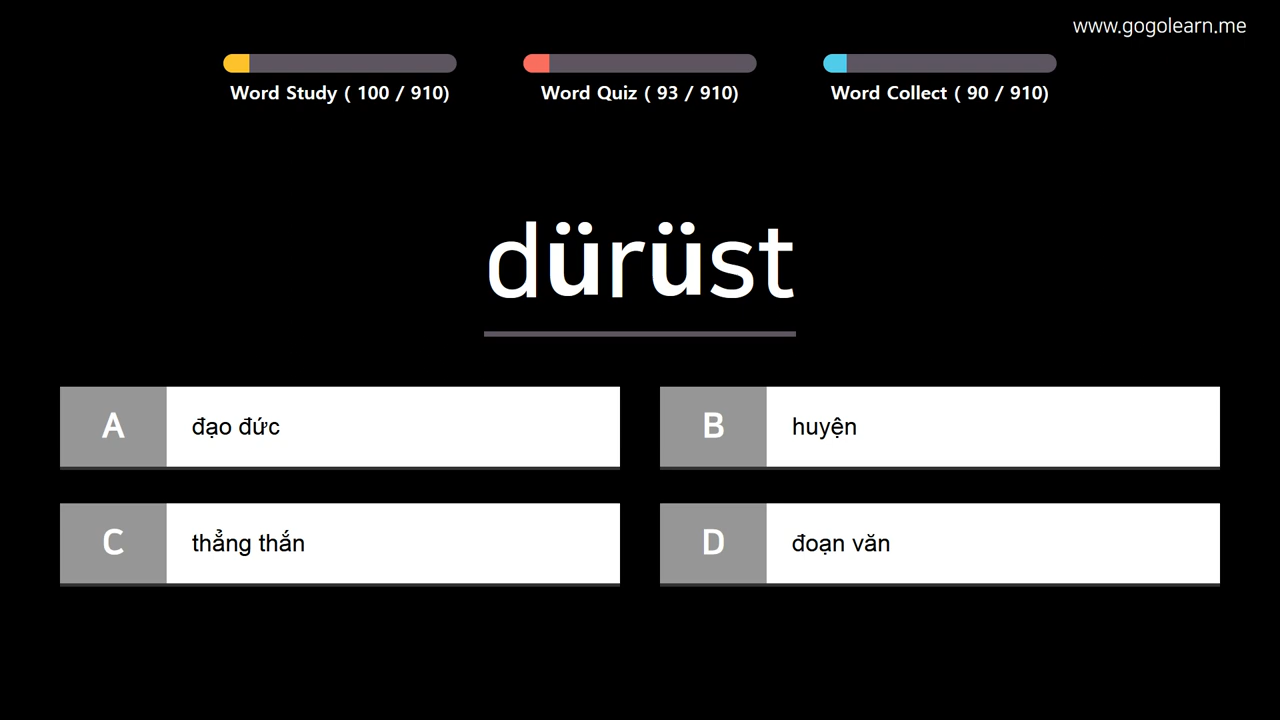 www.gogolearn.me
Word Study ( 100 / 910)
Word Quiz ( 93 / 910)
Word Collect ( 90 / 910)
dürüst
A
đạo đức
B
huyện
C
thẳng thắn
D
đoạn văn